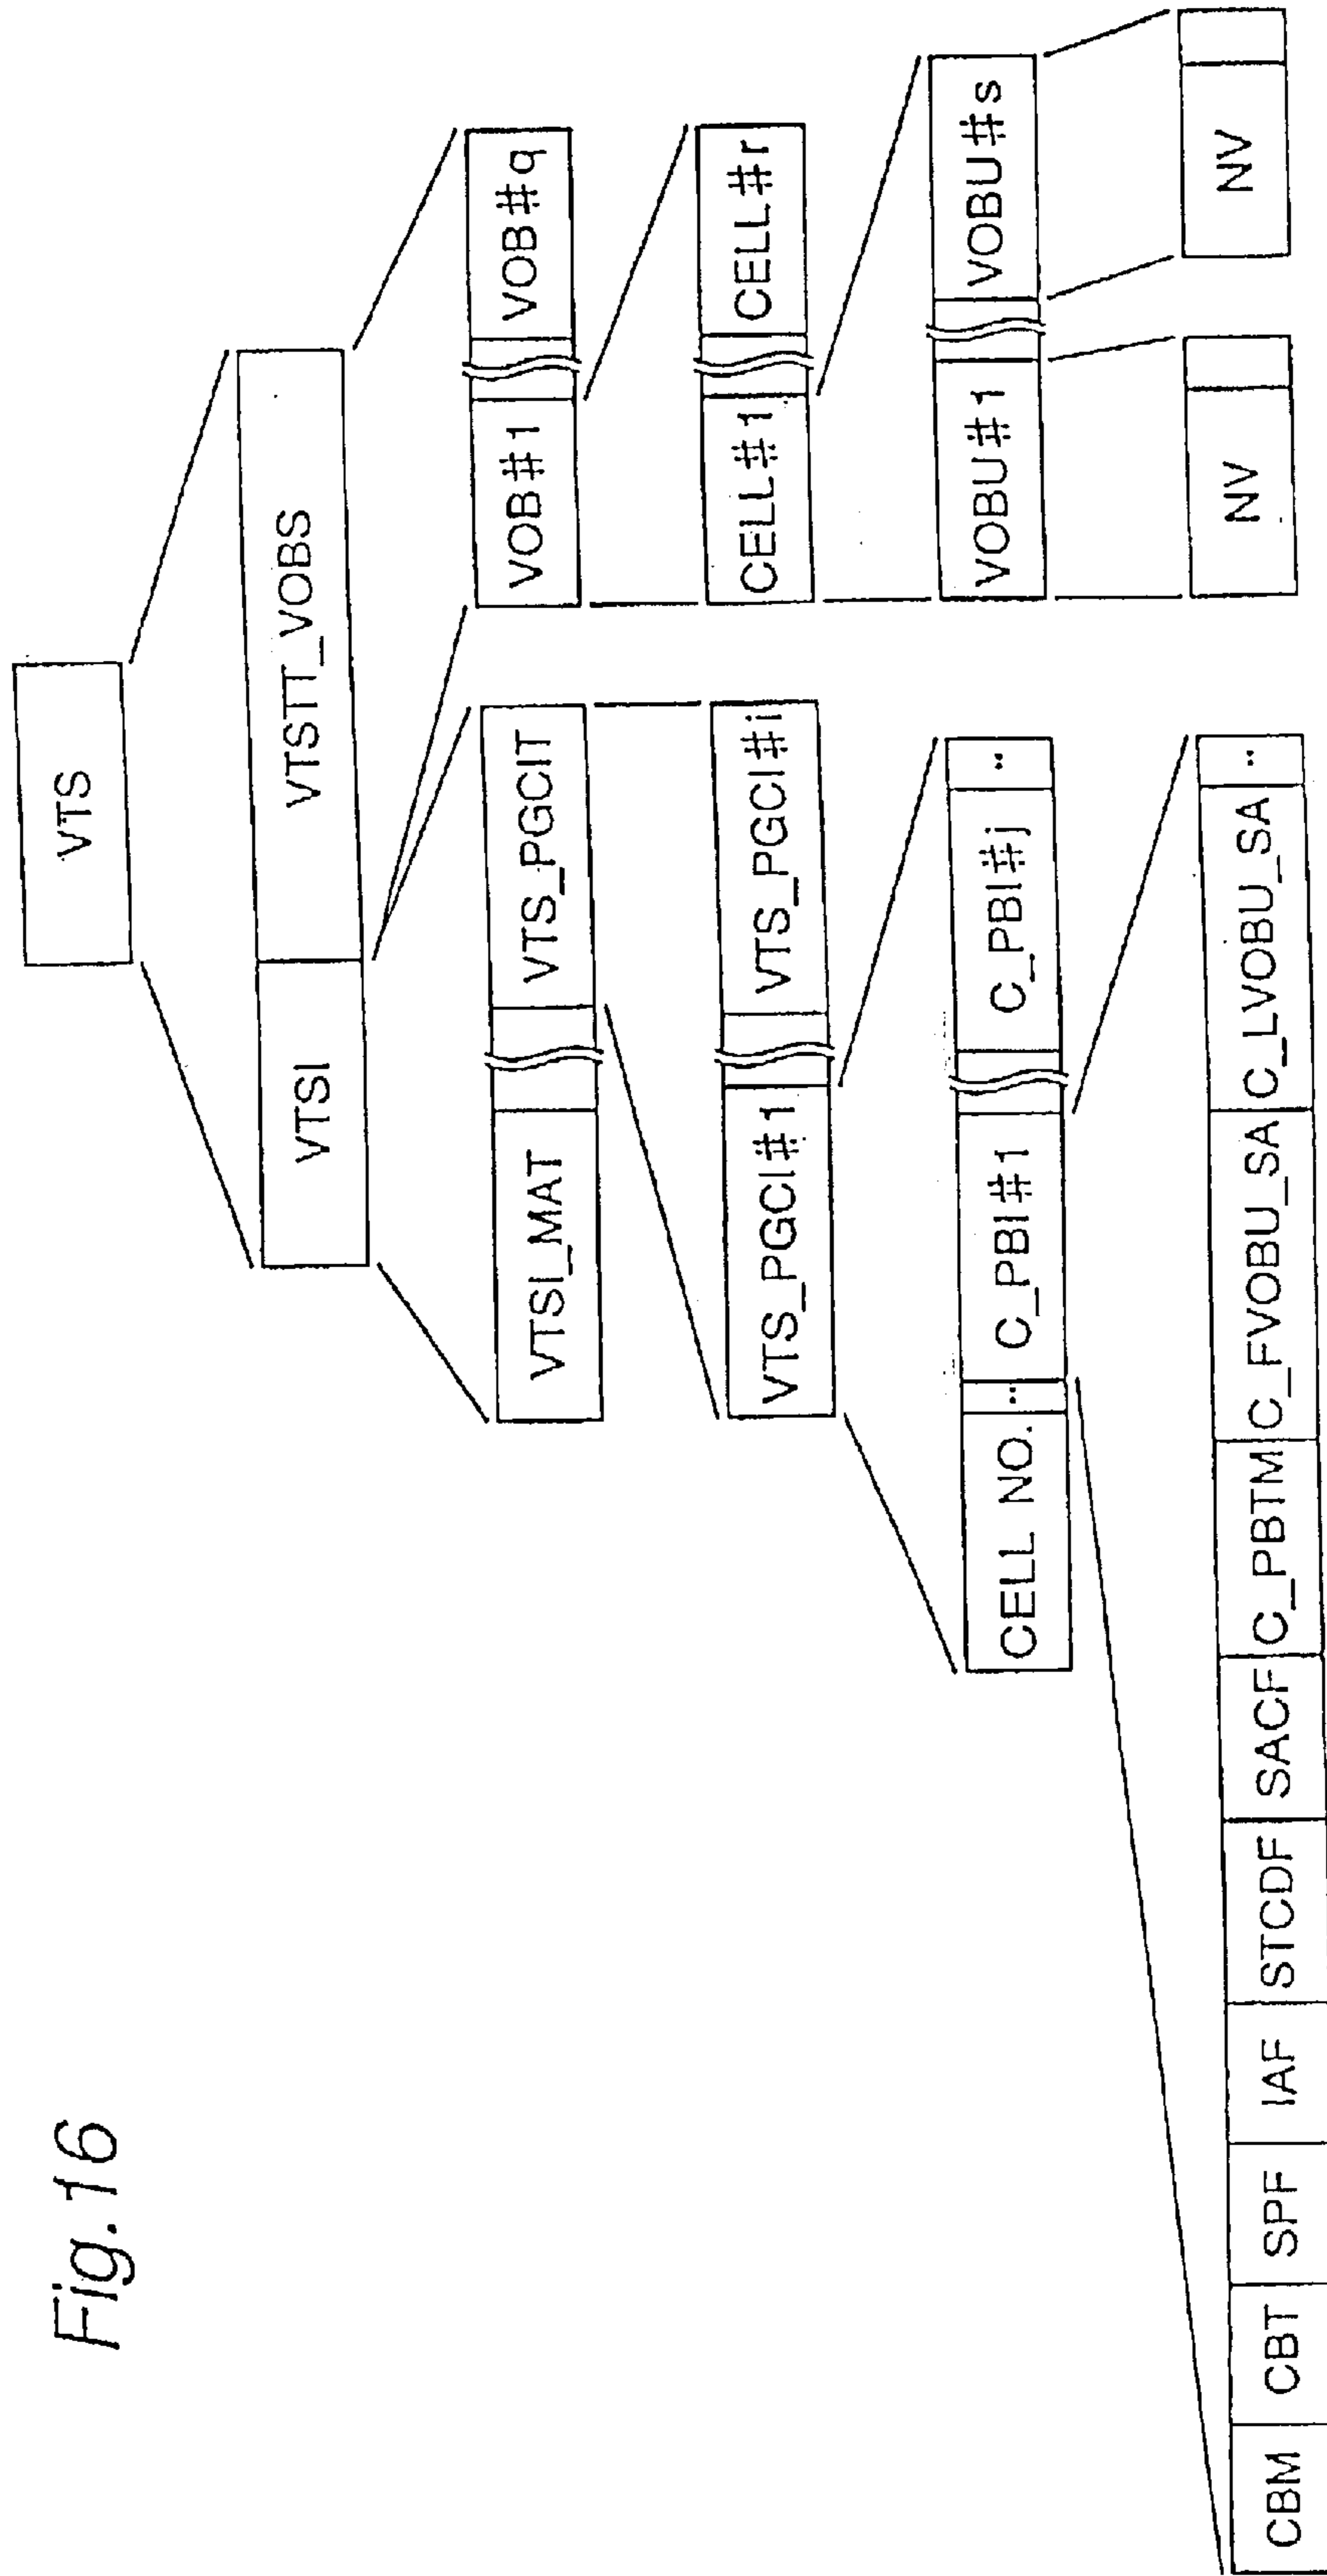 Fig.16
VTS
VTSI VTSTT_VOBS
VTSI_MAT VTS_PGCIT VOB#1 VOB#q
VTS_PGCI#1 VTS_PGCI#i CELL#1 CELL#r
CELL NO. ·· C_PBI#1 C_PBI#j ·· VOBU#1 VOBU#s
CBM CBT SPF IAF STCDF SACF C_PBTM C_FVOBU_SA C_LVOBU_SA ·· NV NV